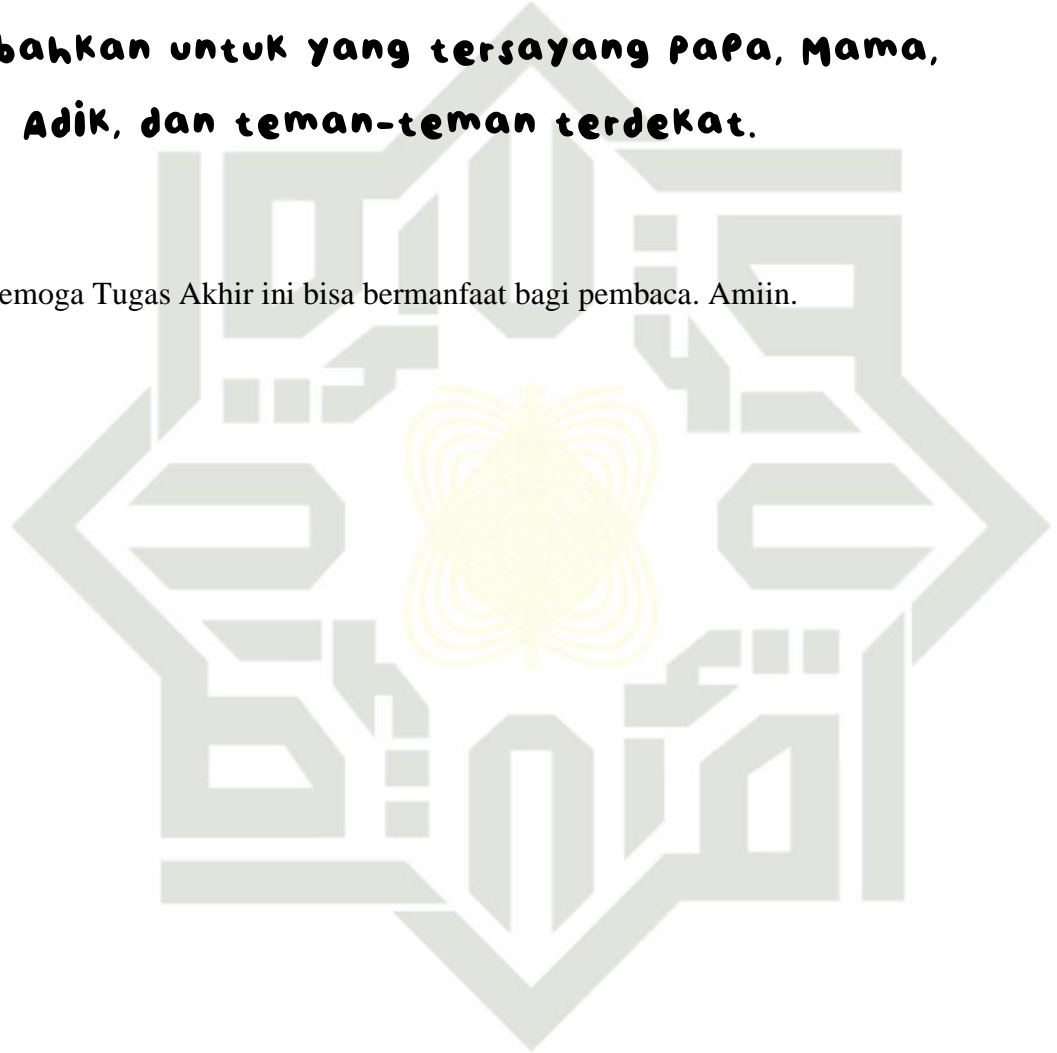 bahkan untuk yang tersayang Papa, Mama,
Adik, dan teman-teman terdekat.
emoga Tugas Akhir ini bisa bermanfaat bagi pembaca. Amiin.